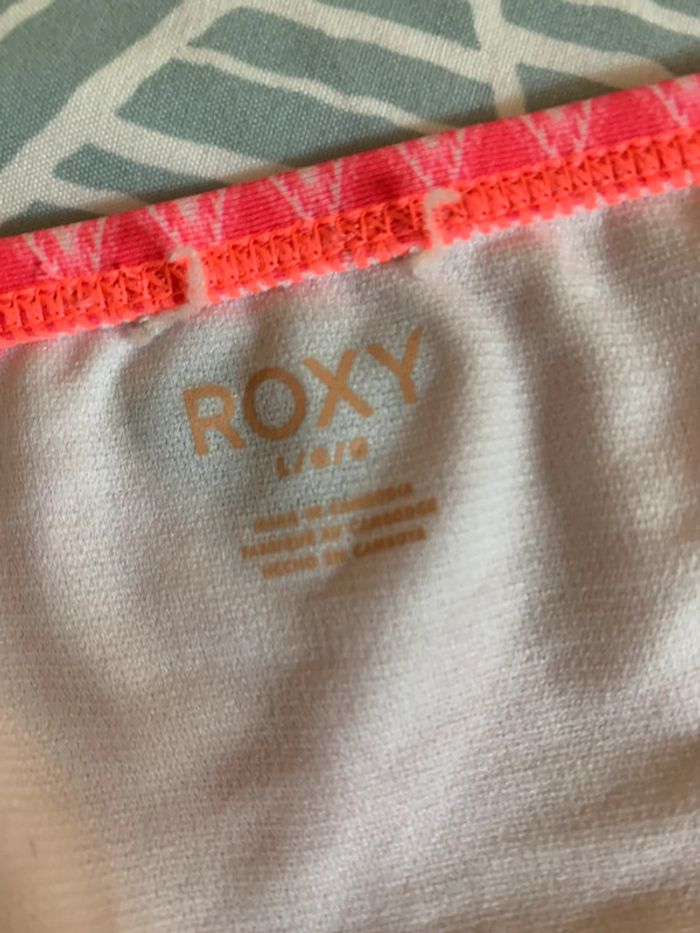 ROXY
L/G/G
MADE IN CAMBODIA
FABRIQUÉ AU CAMBODGE
HECHO EN CAMBOYA